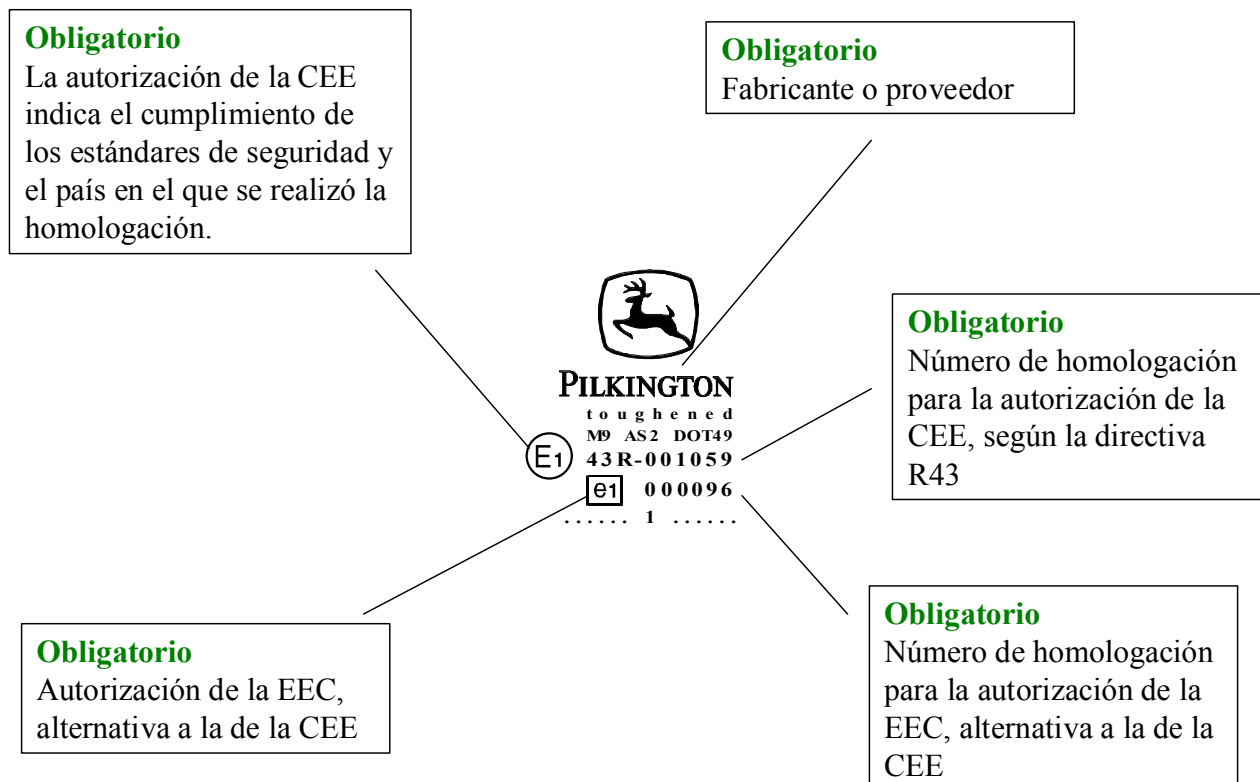 Obligatorio
La autorización de la CEE
indica el cumplimiento de
los estándares de seguridad y
el país en el que se realizó la
homologación.
Obligatorio
Fabricante o proveedor
PILKINGTON
toughened
M9 AS2 DOT49
E1 43R-001059
e1 000096
...... 1 ......
Obligatorio
Número de homologación
para la autorización de la
CEE, según la directiva
R43
Obligatorio
Autorización de la EEC,
alternativa a la de la CEE
Obligatorio
Número de homologación
para la autorización de la
EEC, alternativa a la de la
CEE